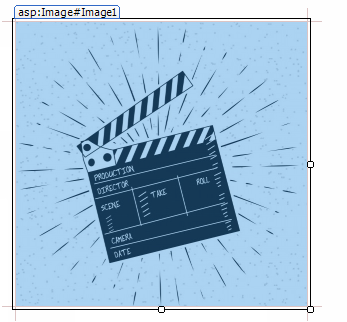 asp:Image#Image1
PRODUCTION
DIRECTOR
SCENE TAKE ROLL
CAMERA
DATE